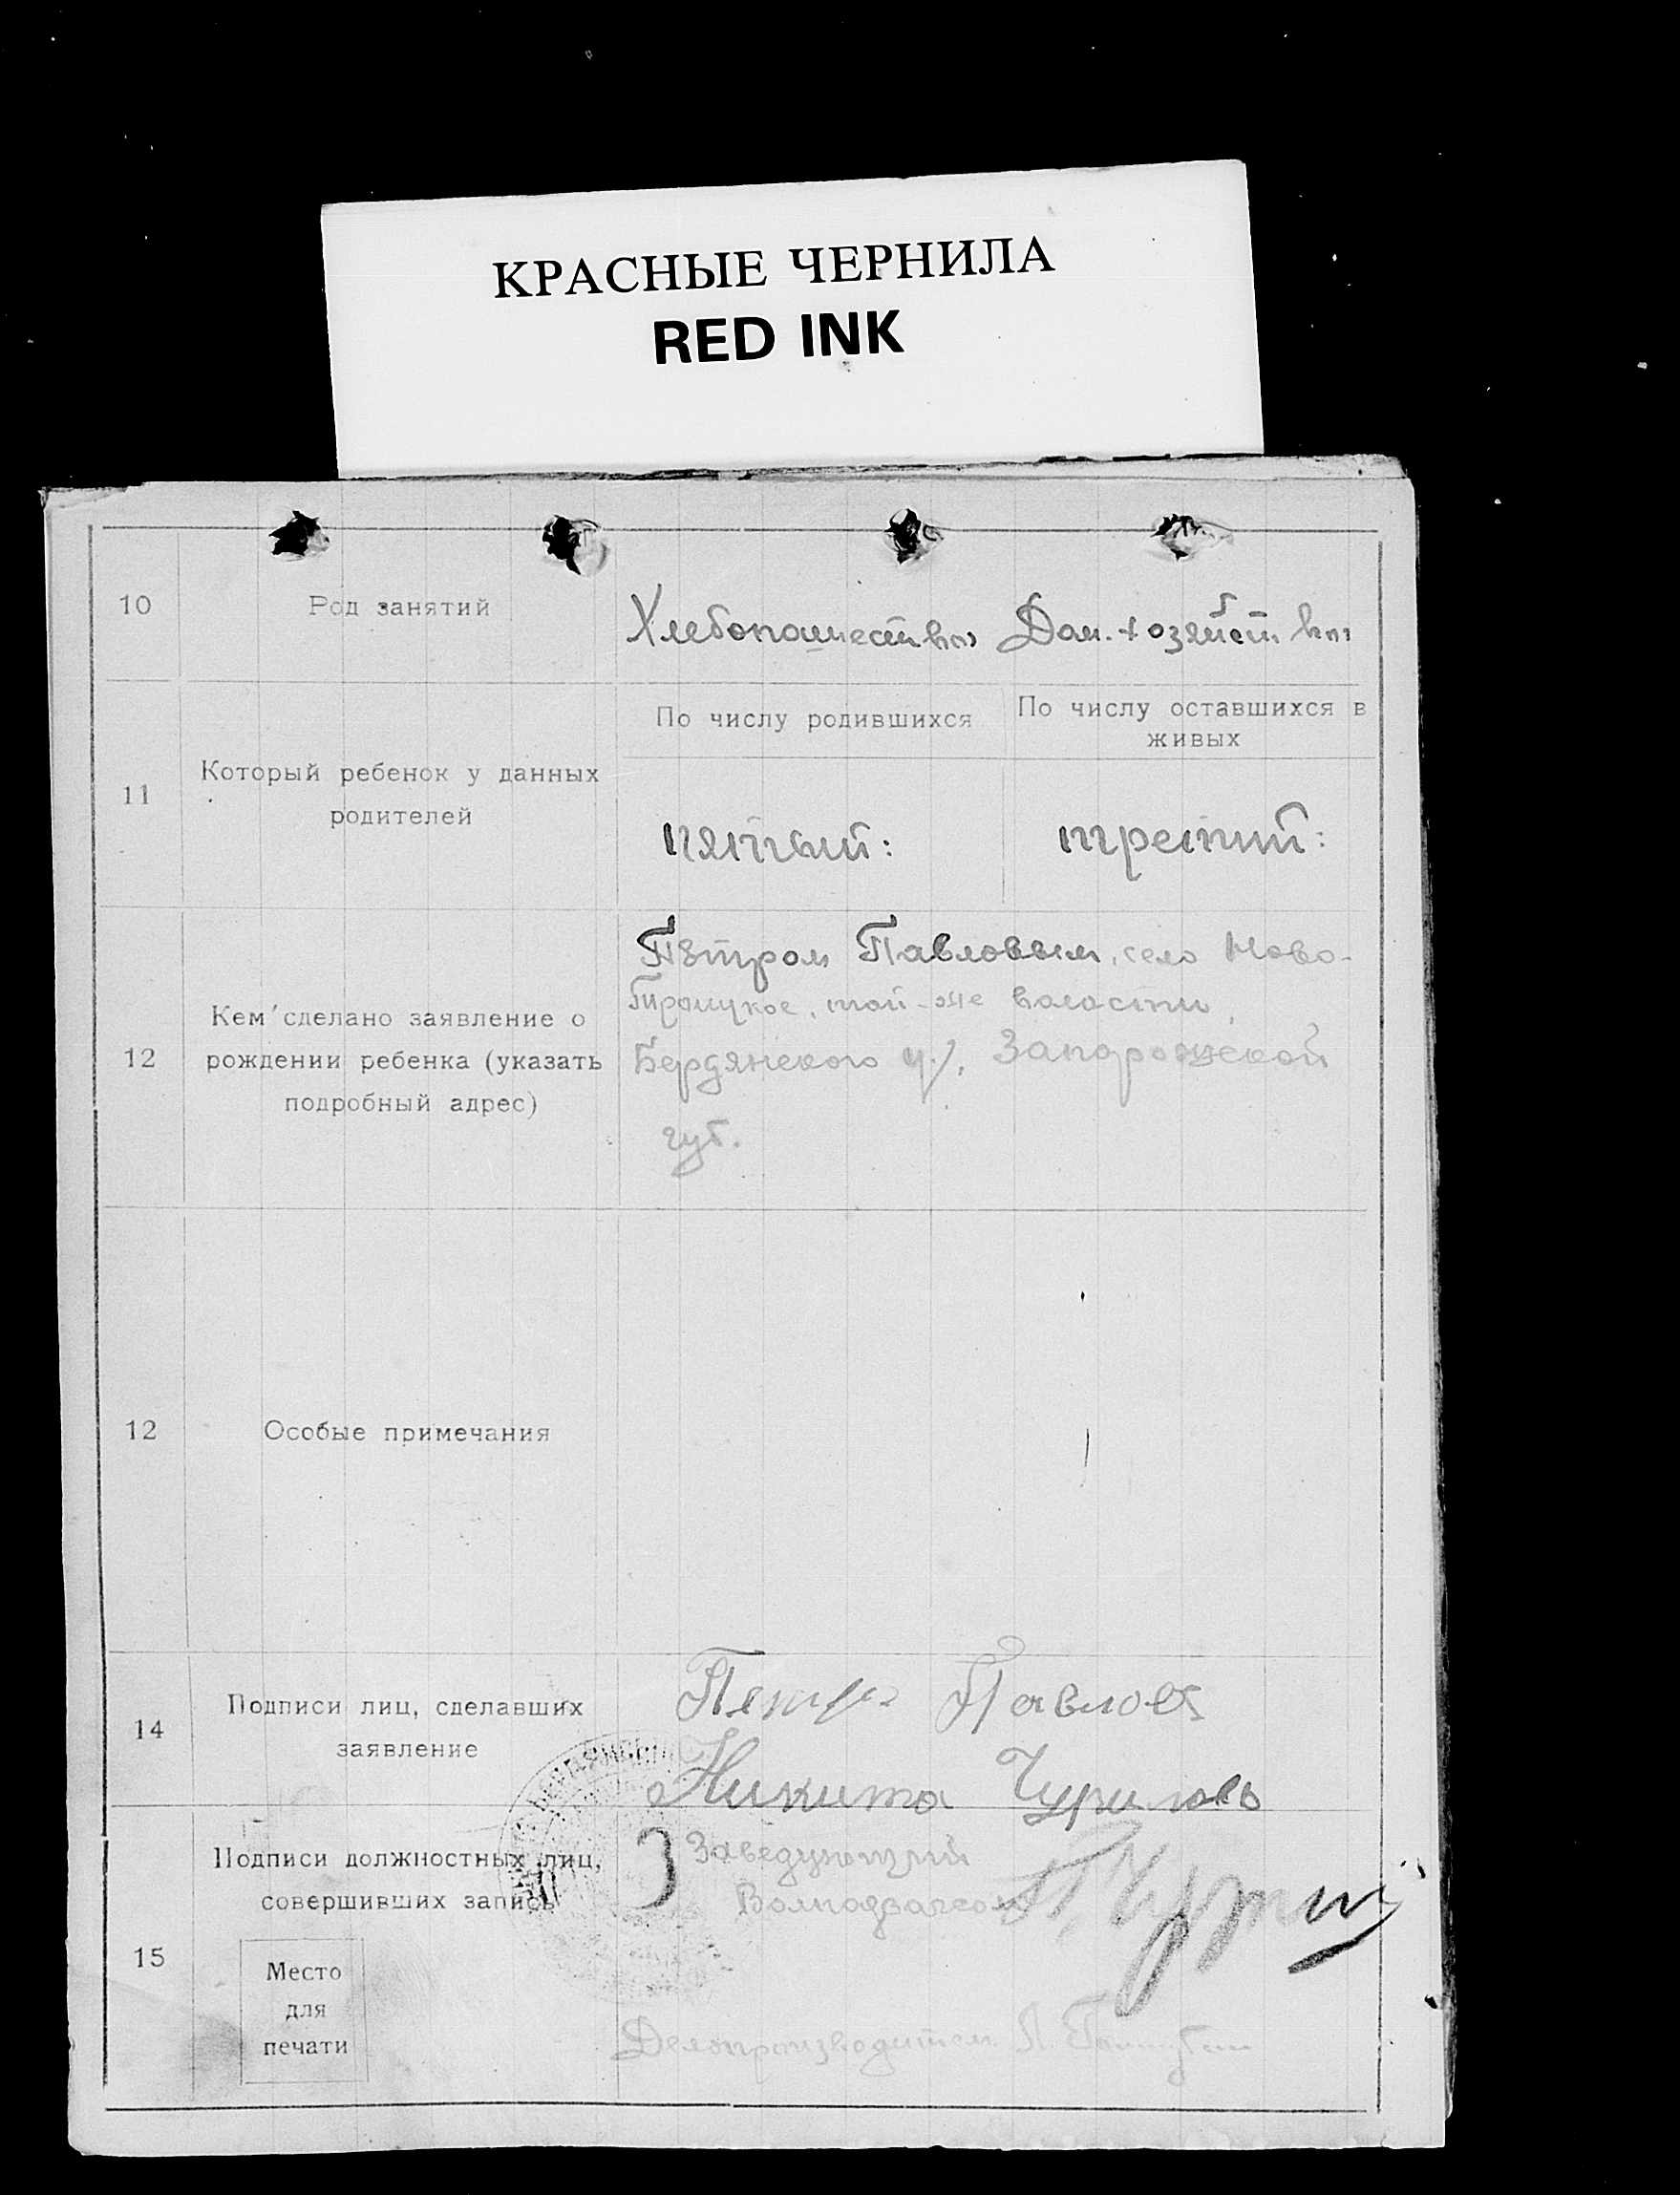 КРАСНЫЕ ЧЕРНИЛА
RED INK
10 Род занятий Хлебопашество Дом. хозяйство
По числу родившихся По числу оставшихся в
живых
11 Который ребенок у данных
родителей
пятый: третий:
Петром Павловым, село Ново-
Троицкое, той-же волости,
Бердянского у., Запорожской
губ.
12 Кем сделано заявление о
рождении ребенка (указать
подробный адрес)
12 Особые примечания
14 Подписи лиц, сделавших
заявление
Петр Павлов
Никита Чурилов
15 Подписи должностных лиц,
совершивших запись
Заведующий
Волподзагсом
Место
для
печати
Делопроизводитель